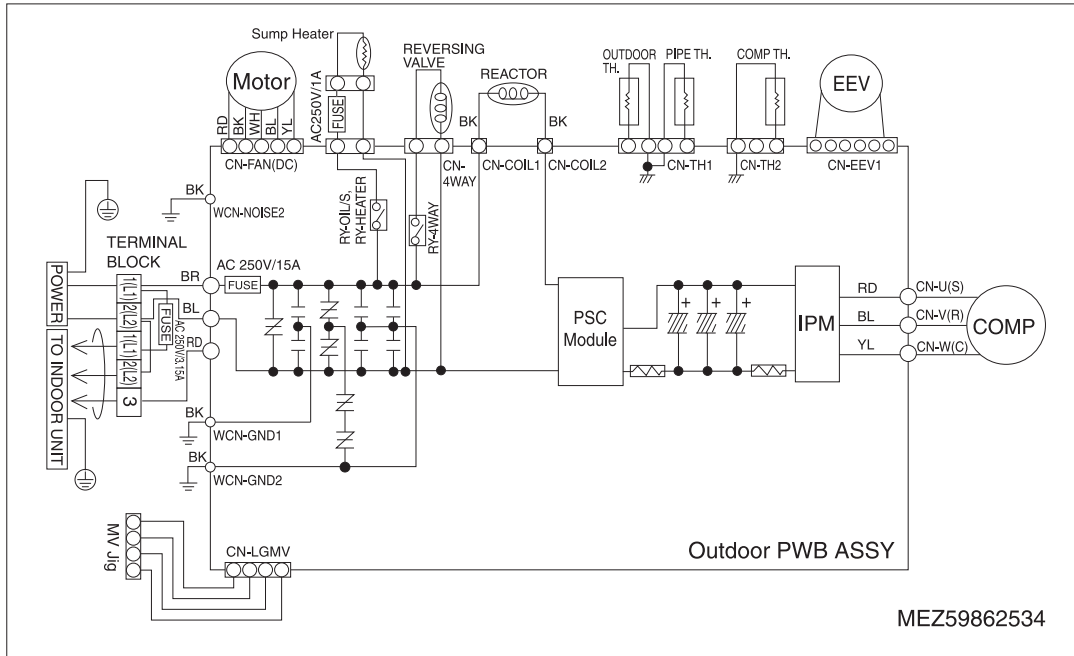 Sump Heater
Motor
RD
BK
WH
BL
YL
CN-FAN(DC)
AC250V/1A
FUSE
REVERSING
VALVE
CN-
4WAY
REACTOR
BK
BK
CN-COIL1
CN-COIL2
OUTDOOR
TH.
PIPE TH.
CN-TH1
COMP TH.
CN-TH2
EEV
CN-EEV1
BK
WCN-NOISE2
RY-OIL/S,
RY-HEATER
RY-4WAY
TERMINAL
BLOCK
POWER
TO INDOOR UNIT
1(L1)
2(L2)
1(L1)
2(L2)
3
FUSE
AC 250V/3.15A
BR
AC 250V/15A
FUSE
BL
RD
BK
WCN-GND1
BK
WCN-GND2
PSC
Module
+
+
+
IPM
RD
CN-U(S)
BL
CN-V(R)
YL
CN-W(C)
COMP
MV Jig
CN-LGMV
Outdoor PWB ASSY
MEZ59862534